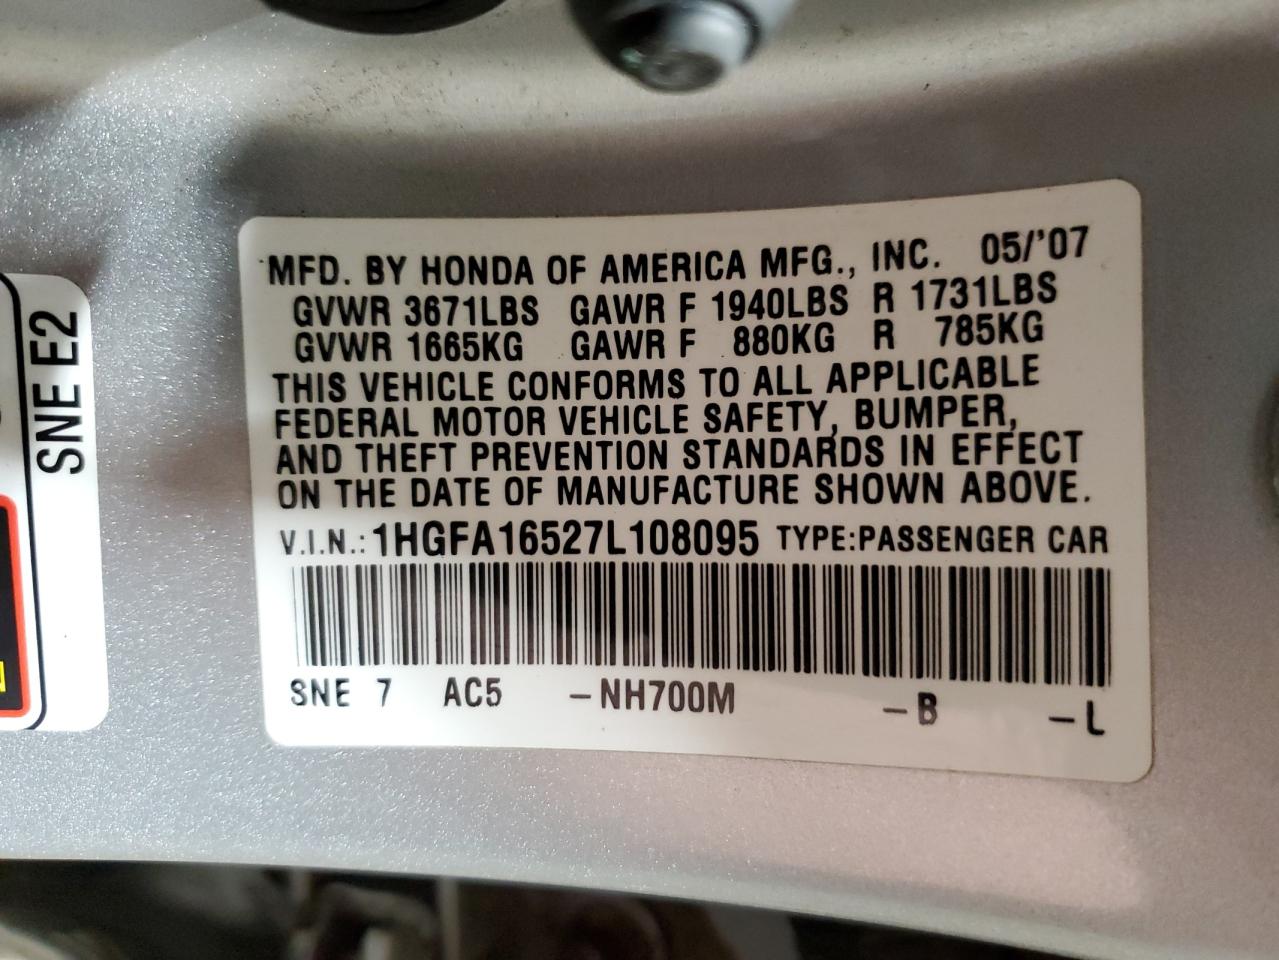 MFD. BY HONDA OF AMERICA MFG., INC. 05/'07
GVWR 3671LBS GAWR F 1940LBS R 1731LBS
GVWR 1665KG GAWR F 880KG R 785KG
THIS VEHICLE CONFORMS TO ALL APPLICABLE
FEDERAL MOTOR VEHICLE SAFETY, BUMPER,
AND THEFT PREVENTION STANDARDS IN EFFECT
ON THE DATE OF MANUFACTURE SHOWN ABOVE.
V.I.N.: 1HGFA16527L108095 TYPE:PASSENGER CAR
SNE 7 AC5 -NH700M -B -L
SNE E2